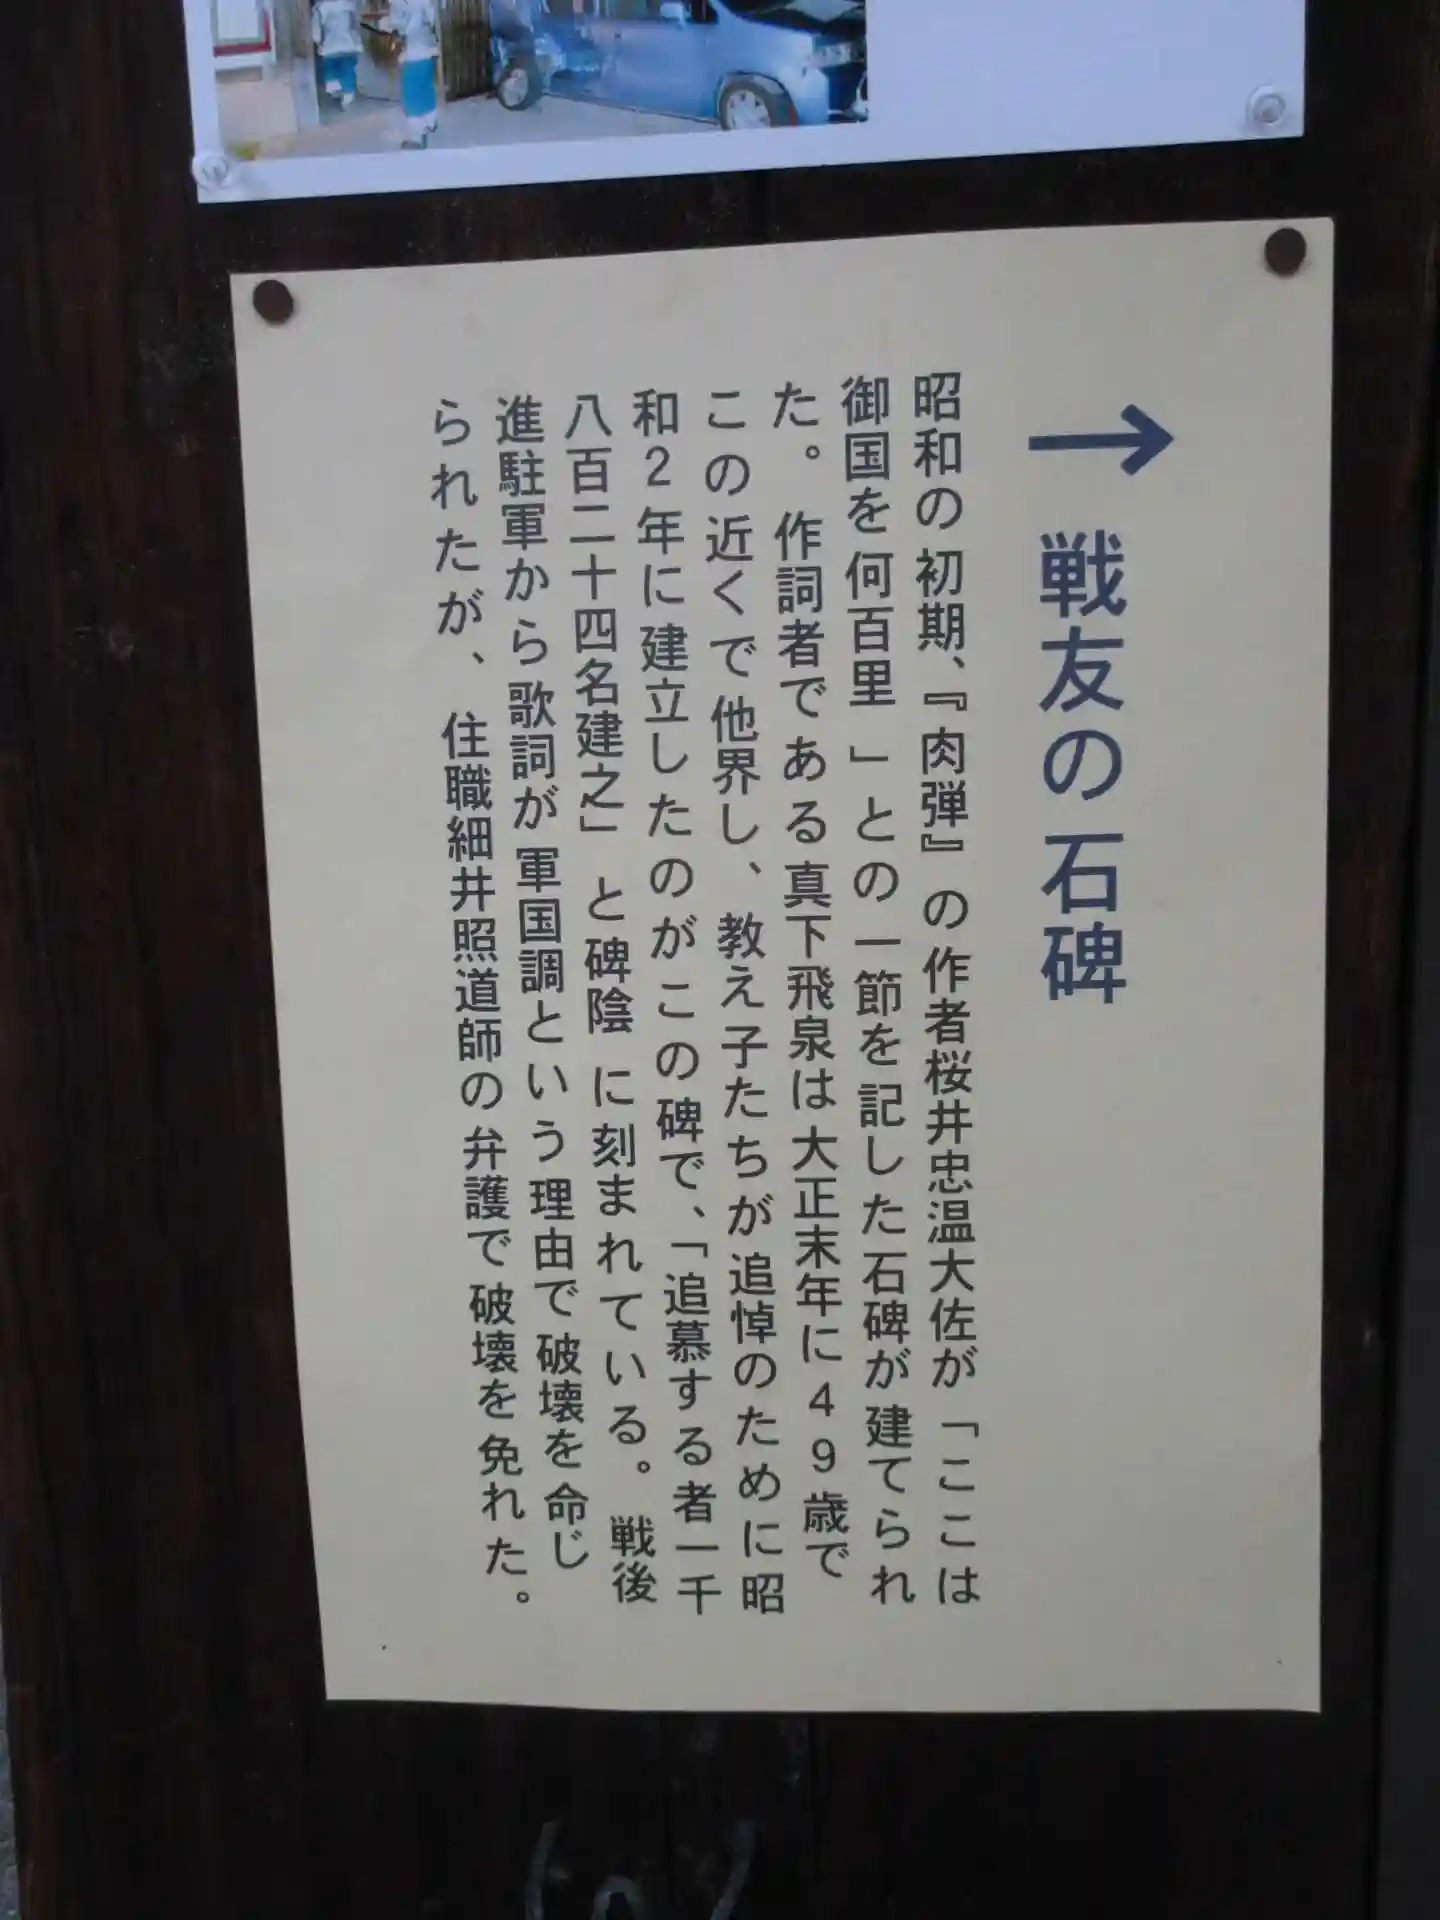 → 戦友の石碑
昭和の初期、『肉弾』の作者桜井忠温大佐が「ここは
御国を何百里」との一節を記した石碑が建てられ
た。作詞者である真下飛泉は大正末年に49歳で
この近くで他界し、教え子たちが追悼のために昭
和2年に建立したのがこの碑で、「追慕する者一千
八百二十四名建之」と碑陰に刻まれている。戦後
進駐軍から歌詞が軍国調という理由で破壊を命じ
られたが、住職細井照道師の弁護で破壊を免れた。